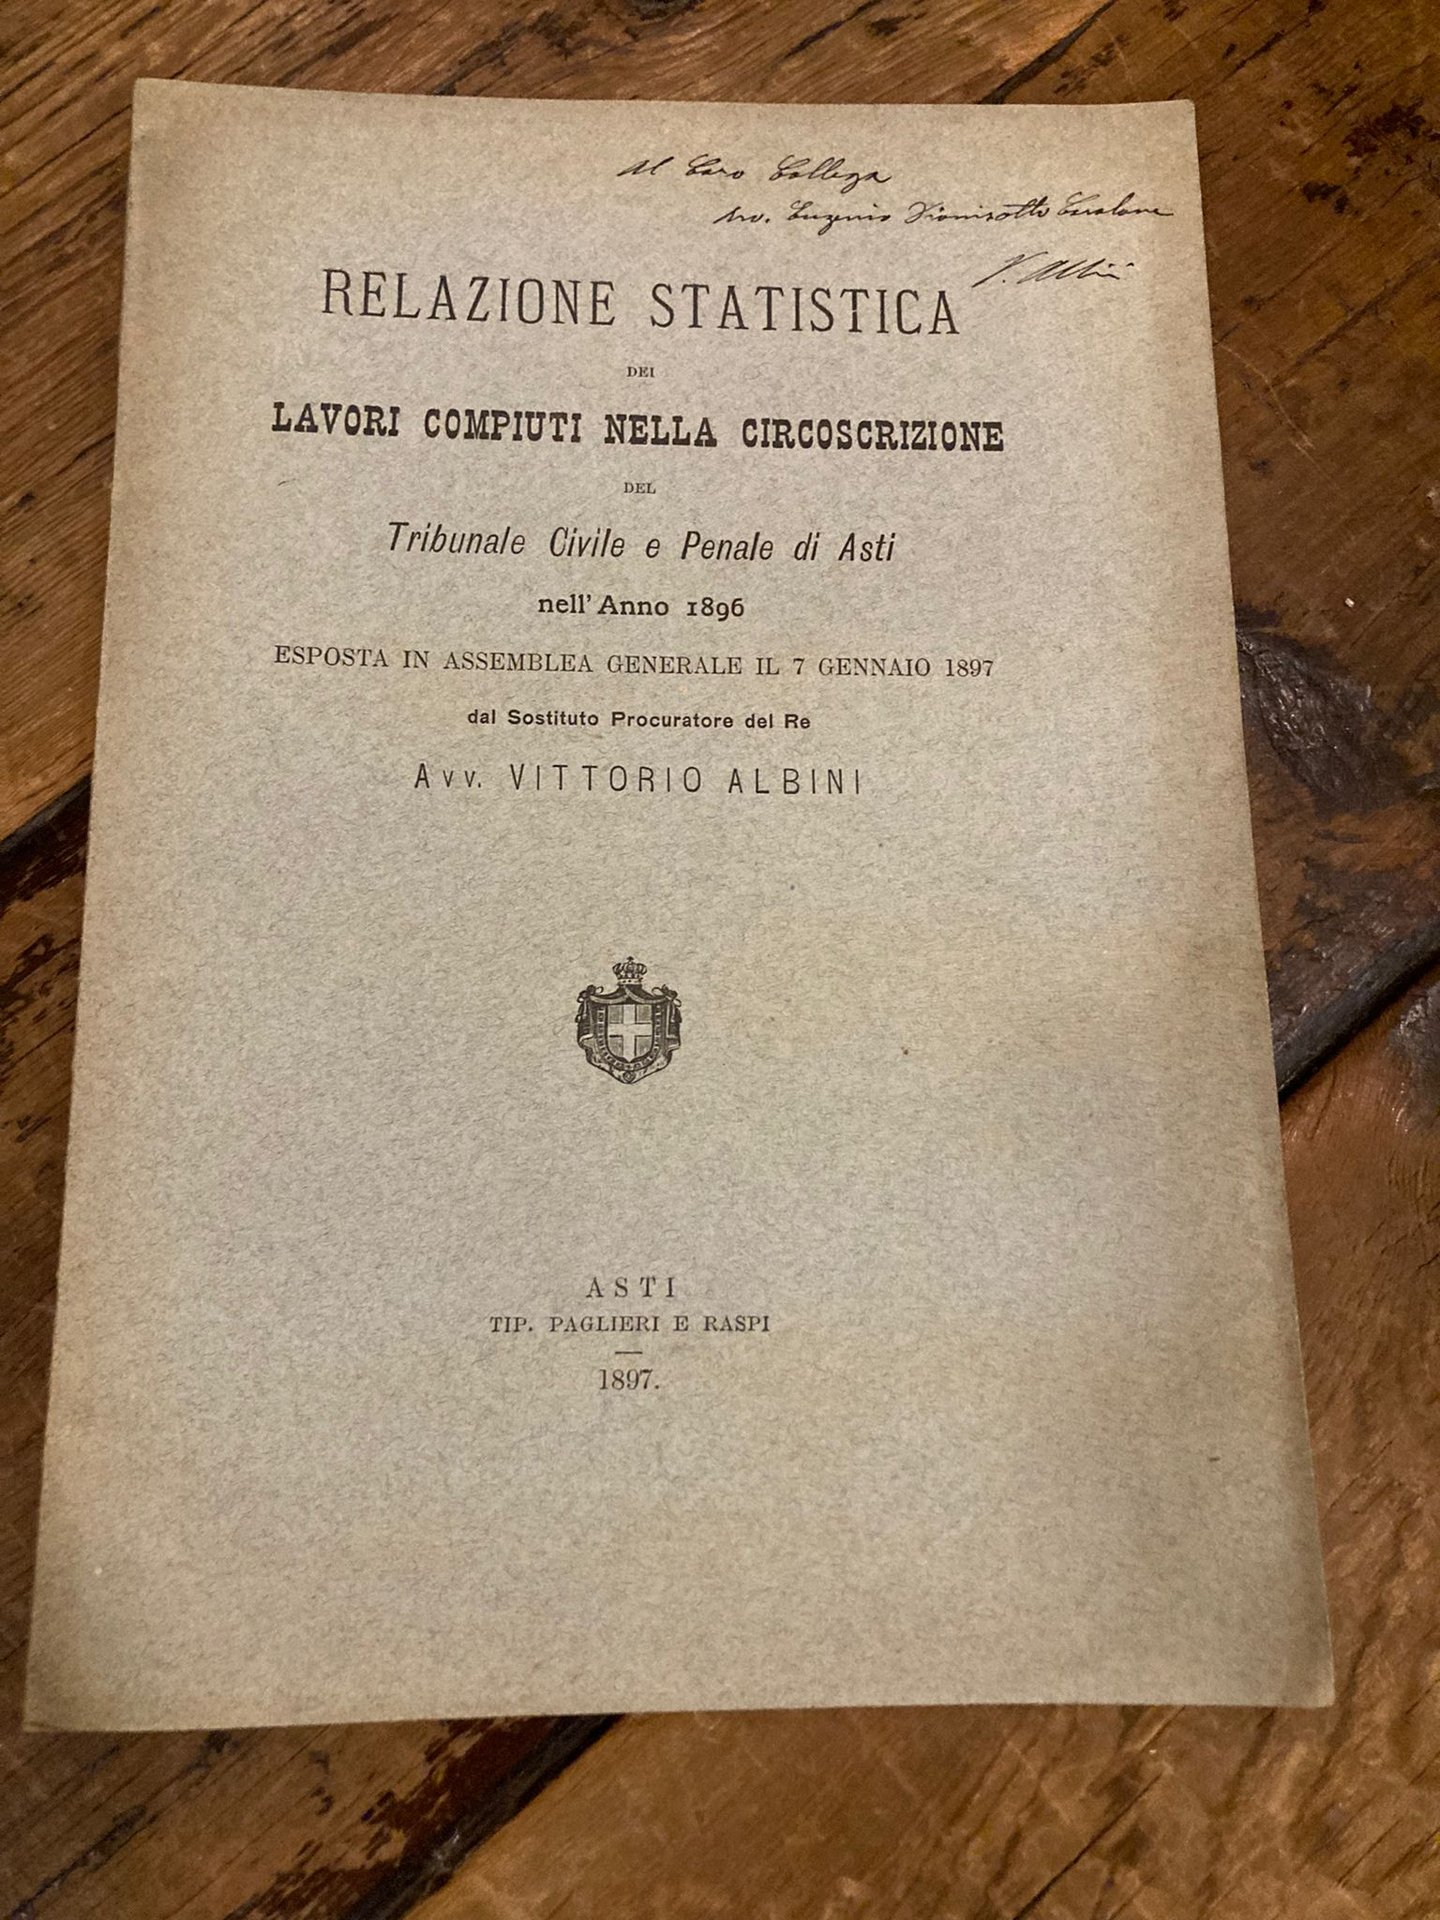 Al Caro Collega
Avv. Eugenio Dionisotto
V. Albini
RELAZIONE STATISTICA
DEI
LAVORI COMPIUTI NELLA CIRCOSCRIZIONE
DEL
Tribunale Civile e Penale di Asti
nell' Anno 1896
ESPOSTA IN ASSEMBLEA GENERALE IL 7 GENNAIO 1897
dal Sostituto Procuratore del Re
Avv. VITTORIO ALBINI
ASTI
TIP. PAGLIERI E RASPI
1897.